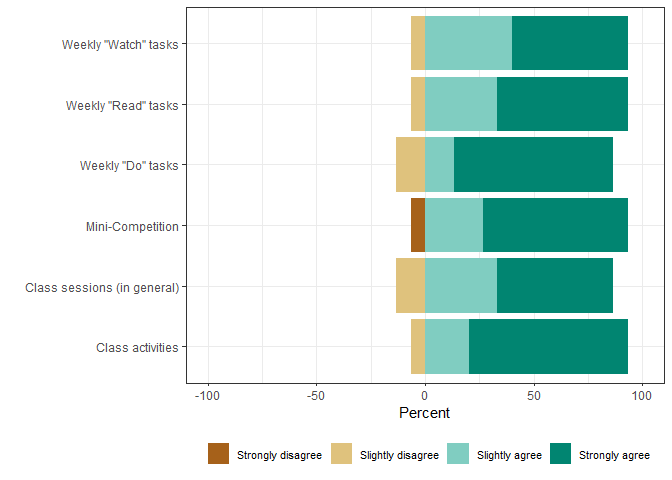 Weekly "Watch" tasks
Weekly "Read" tasks
Weekly "Do" tasks
Mini-Competition
Class sessions (in general)
Class activities
-100 -50 0 50 100
Percent
Strongly disagree Slightly disagree Slightly agree Strongly agree